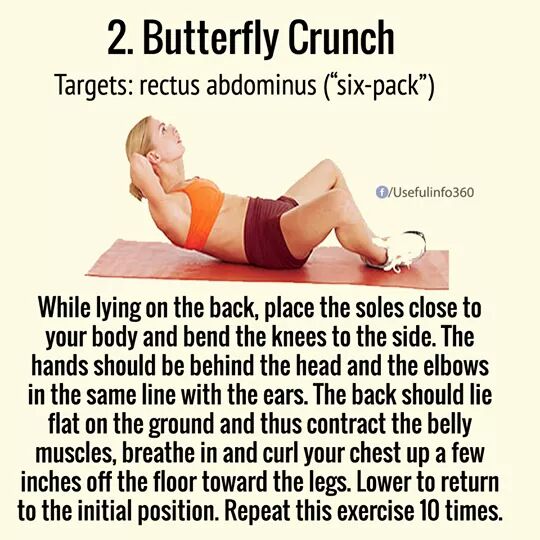 2. Butterfly Crunch
Targets: rectus abdominus (“six-pack”)
f/Usefulinfo360
While lying on the back, place the soles close to
your body and bend the knees to the side. The
hands should be behind the head and the elbows
in the same line with the ears. The back should lie
flat on the ground and thus contract the belly
muscles, breathe in and curl your chest up a few
inches off the floor toward the legs. Lower to return
to the initial position. Repeat this exercise 10 times.